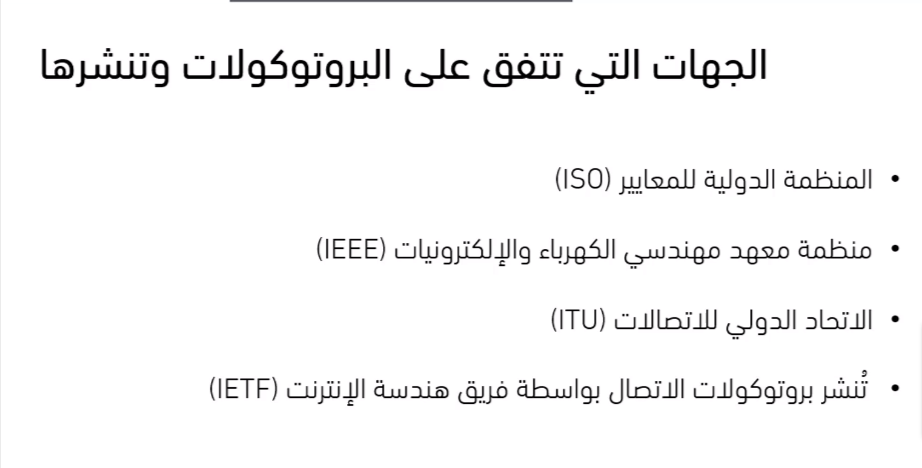 الجهات التي تتفق على البروتوكولات وتنشرها
• المنظمة الدولية للمعايير (ISO)
• منظمة معهد مهندسي الكهرباء والإلكترونيات (IEEE)
• الاتحاد الدولي للاتصالات (ITU)
• تُنشر بروتوكولات الاتصال بواسطة فريق هندسة الإنترنت (IETF)